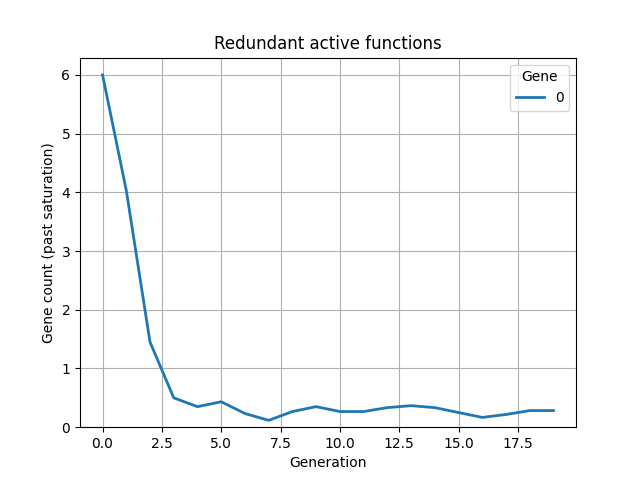 Redundant active functions
Gene
0
Gene count (past saturation)
6
5
4
3
2
1
0
0.0 2.5 5.0 7.5 10.0 12.5 15.0 17.5
Generation